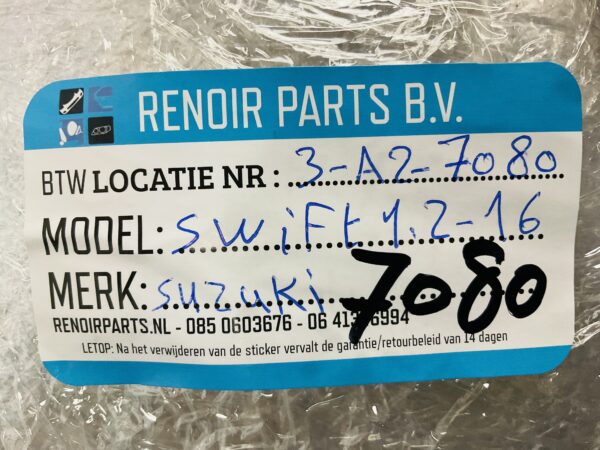 RENOIR PARTS B.V.
BTW LOCATIE NR: 3-A2-7080
MODEL: SWiFt 1.2-16
MERK: suzuki 7080
RENOIRPARTS.NL - 085 0603676 - 06
LETOP: Na het verwijderen van de sticker vervalt de garantie/retourbeleid van 14 dagen